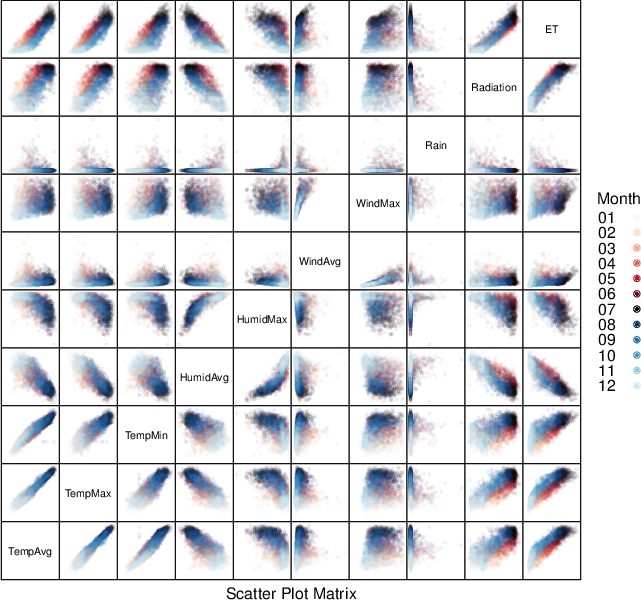 ET
Radiation
Rain
WindMax
WindAvg
HumidMax
HumidAvg
TempMin
TempMax
TempAvg
Scatter Plot Matrix
Month
01
02
03
04
05
06
07
08
09
10
11
12